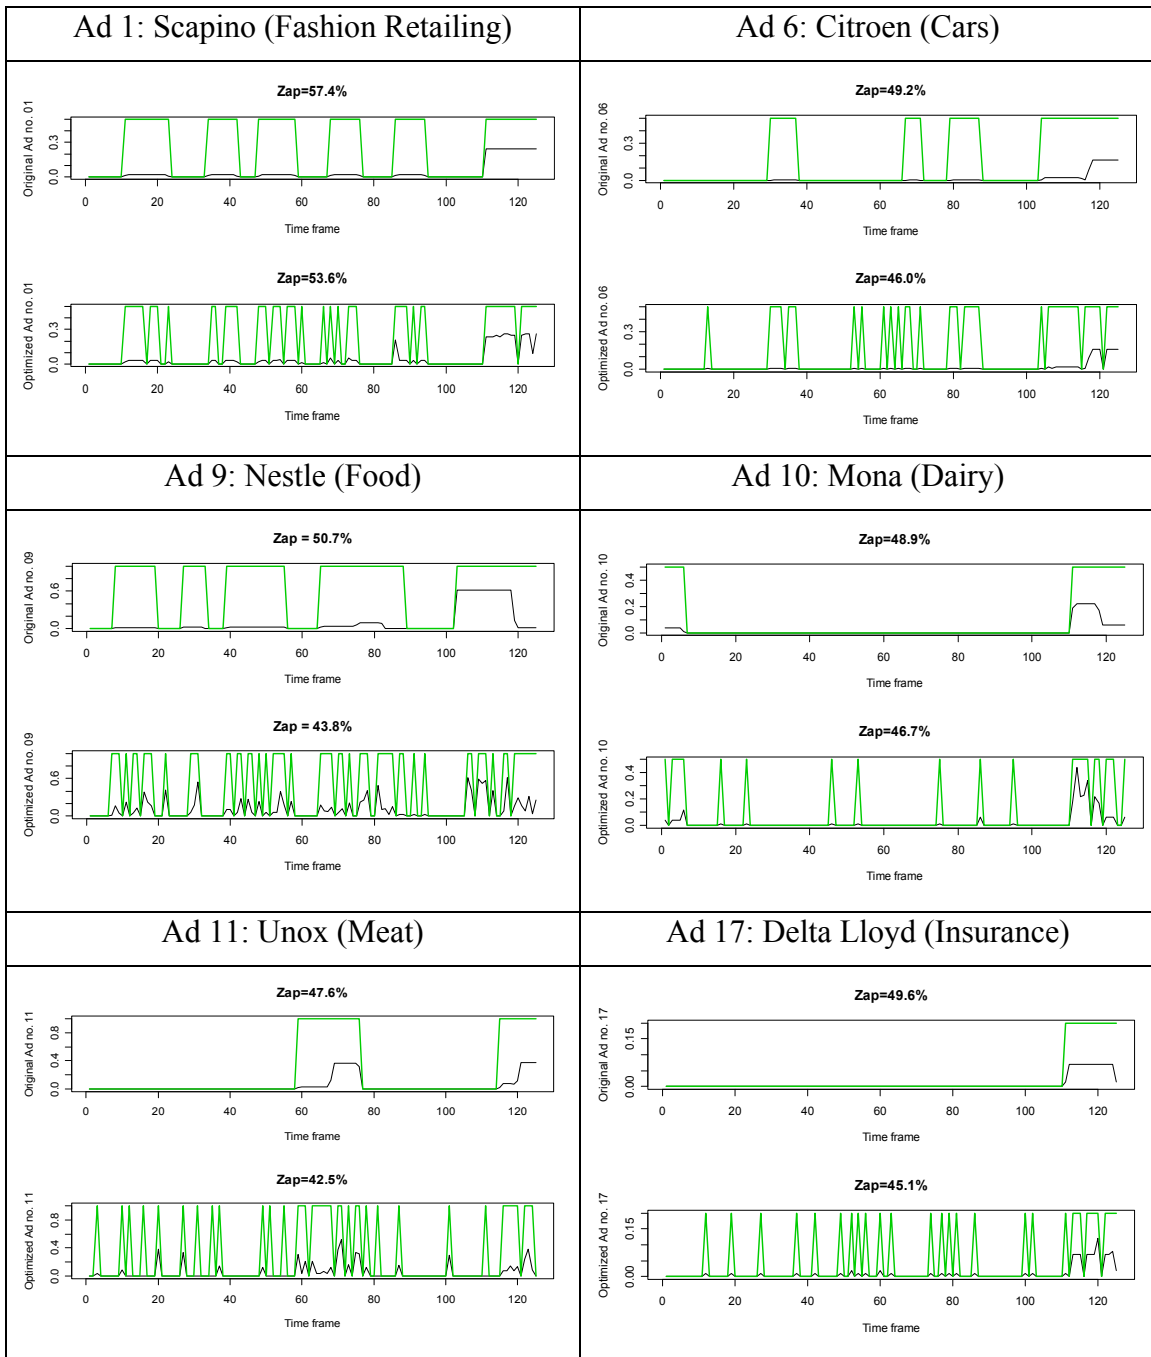 Ad 1: Scapino (Fashion Retailing)
Ad 6: Citroen (Cars)
Zap=57.4%
Original Ad no. 01
0.0 0.3
0 20 40 60 80 100 120
Time frame
Zap=53.6%
Optimized Ad no. 01
0.0 0.3
0 20 40 60 80 100 120
Time frame
Zap=49.2%
Original Ad no. 06
0.0 0.3
0 20 40 60 80 100 120
Time frame
Zap=46.0%
Optimized Ad no. 06
0.0 0.3
0 20 40 60 80 100 120
Time frame
Ad 9: Nestle (Food)
Ad 10: Mona (Dairy)
Zap = 50.7%
Original Ad no. 09
0.0 0.6
0 20 40 60 80 100 120
Time frame
Zap = 43.8%
Optimized Ad no. 09
0.0 0.6
0 20 40 60 80 100 120
Time frame
Zap=48.9%
Original Ad no. 10
0.0 0.2 0.4
0 20 40 60 80 100 120
Time frame
Zap=46.7%
Optimized Ad no. 10
0.0 0.2 0.4
0 20 40 60 80 100 120
Time frame
Ad 11: Unox (Meat)
Ad 17: Delta Lloyd (Insurance)
Zap=47.6%
Original Ad no. 11
0.0 0.4 0.8
0 20 40 60 80 100 120
Time frame
Zap=42.5%
Optimized Ad no. 11
0.0 0.4 0.8
0 20 40 60 80 100 120
Time frame
Zap=49.6%
Original Ad no. 17
0.00 0.15
0 20 40 60 80 100 120
Time frame
Zap=45.1%
Optimized Ad no. 17
0.00 0.15
0 20 40 60 80 100 120
Time frame